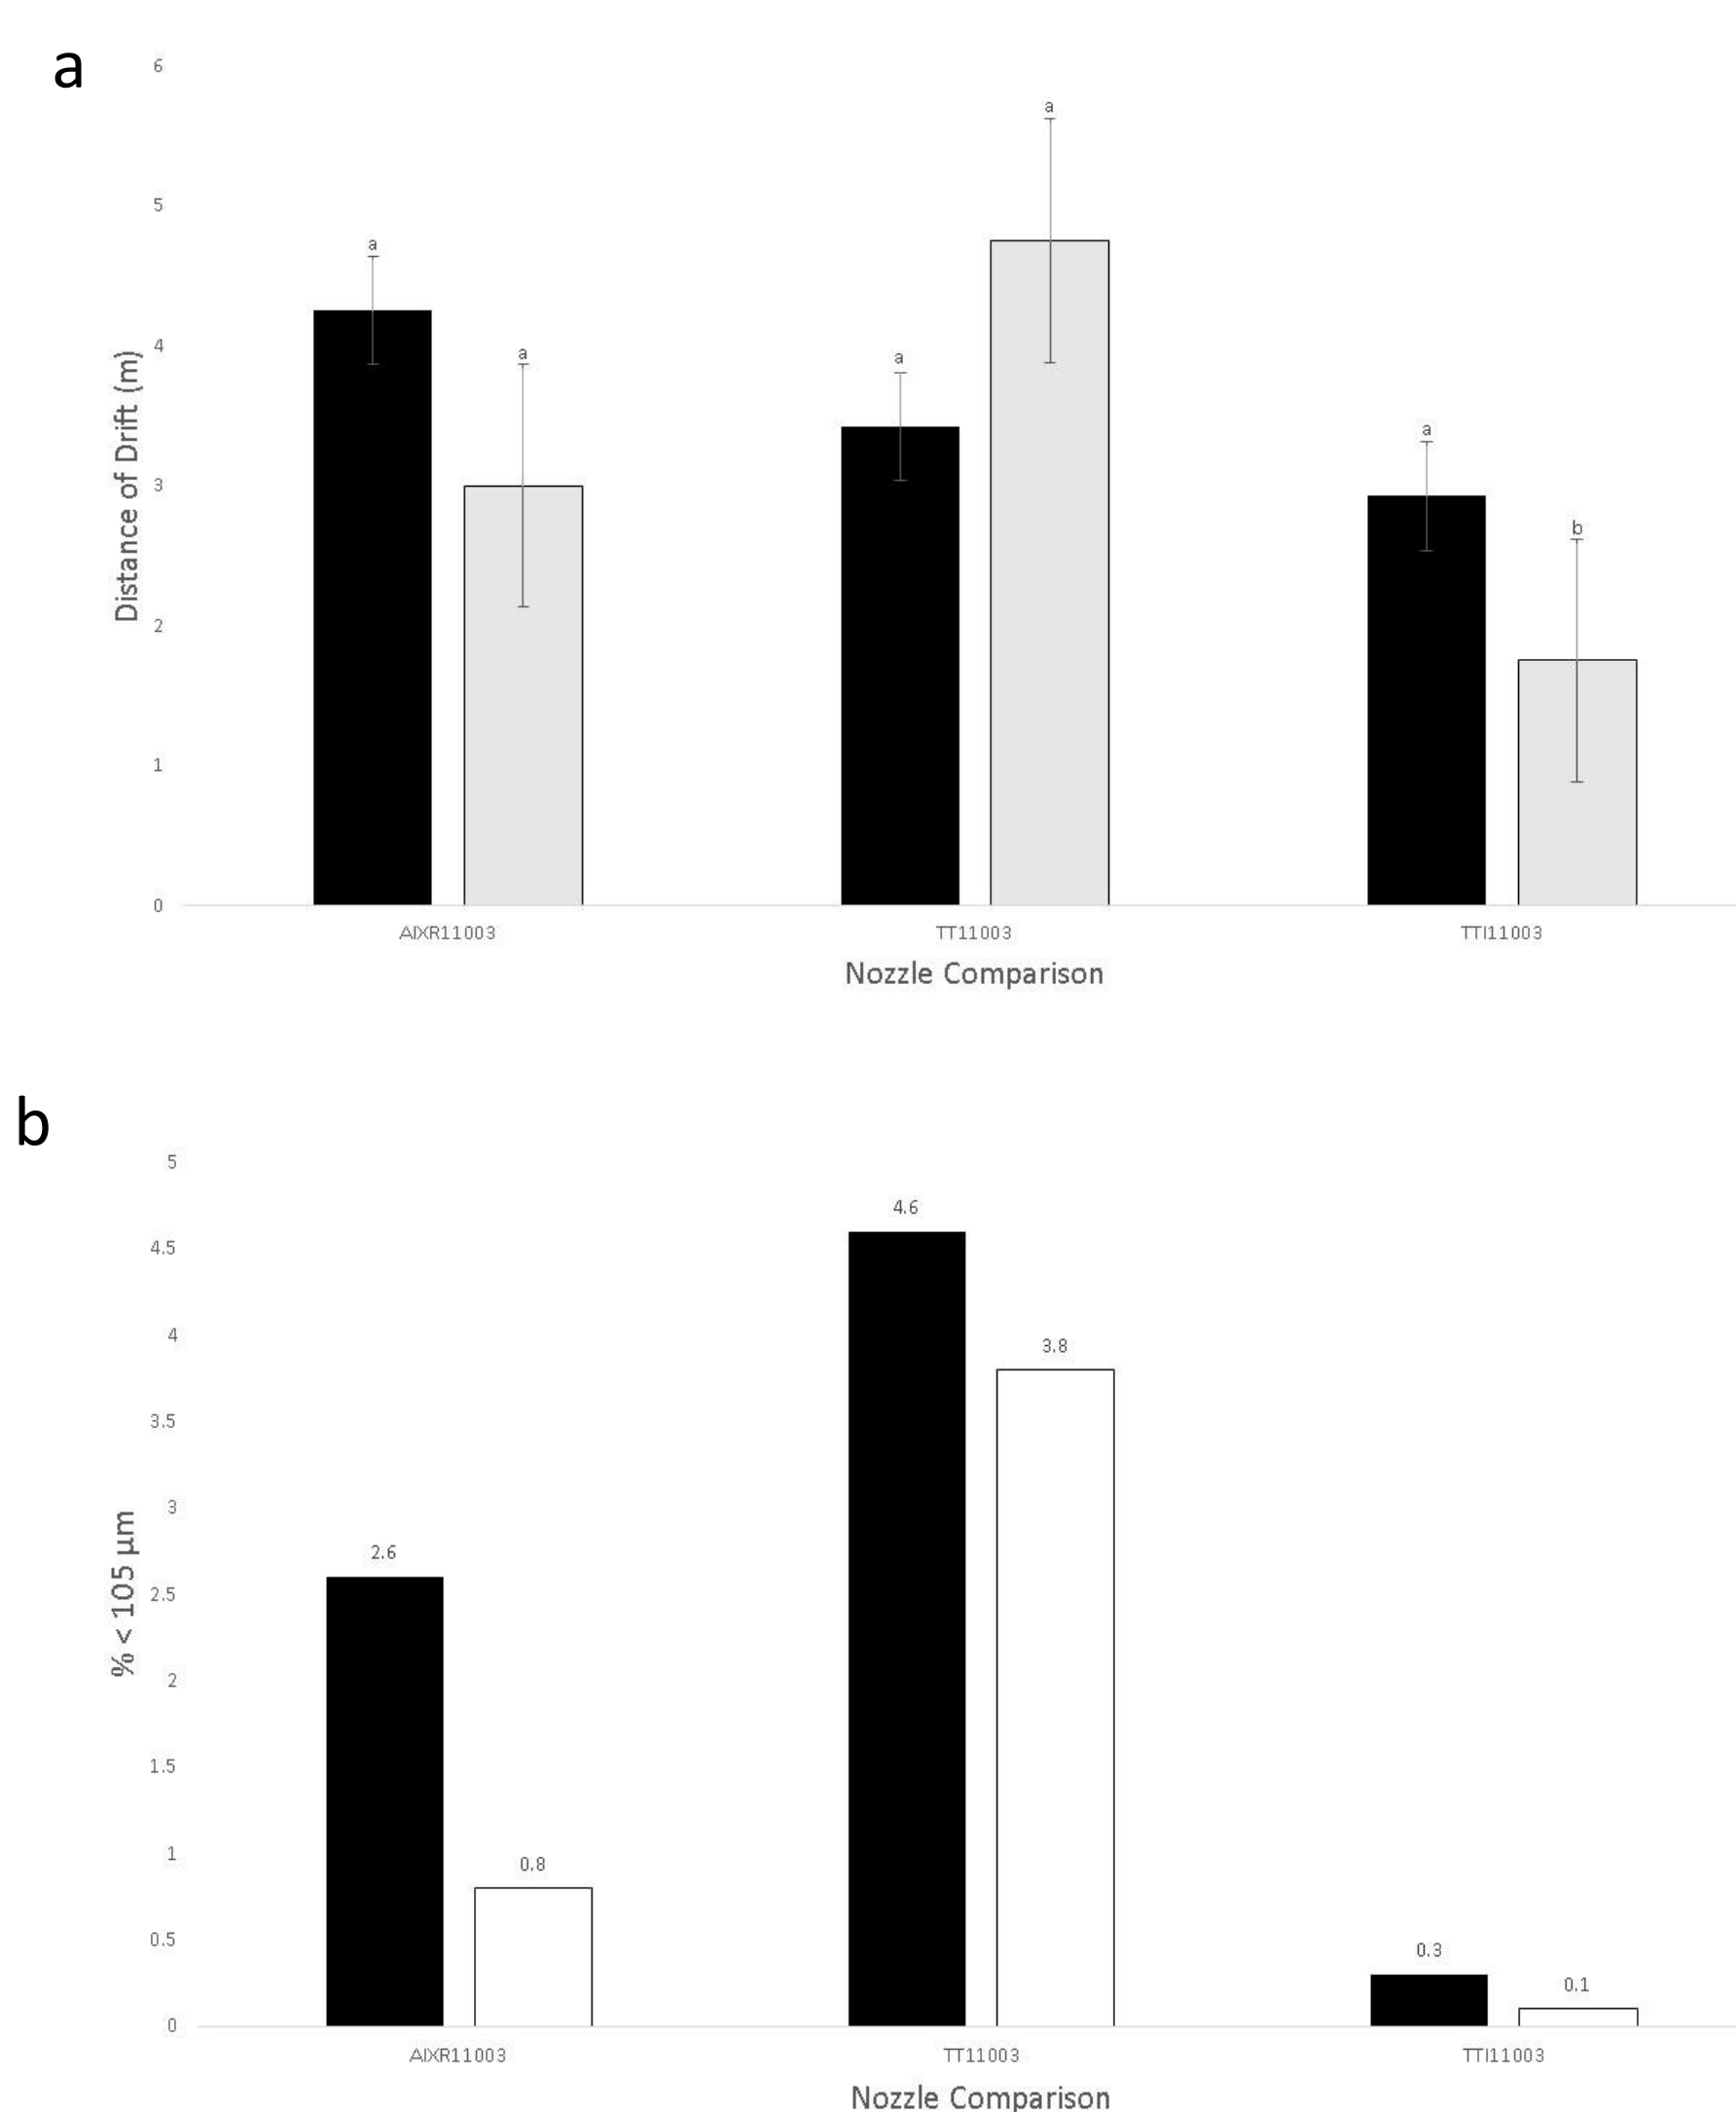 a
6
5
4
3
2
1
0
Distance of Drift (m)
a
a
a
a
a
b
AIXR11003
TT11003
TTI11003
Nozzle Comparison
b
5
4.5
4
3.5
3
2.5
2
1.5
1
0.5
0
% < 105 µm
2.6
0.8
4.6
3.8
0.3
0.1
AIXR11003
TT11003
TTI11003
Nozzle Comparison